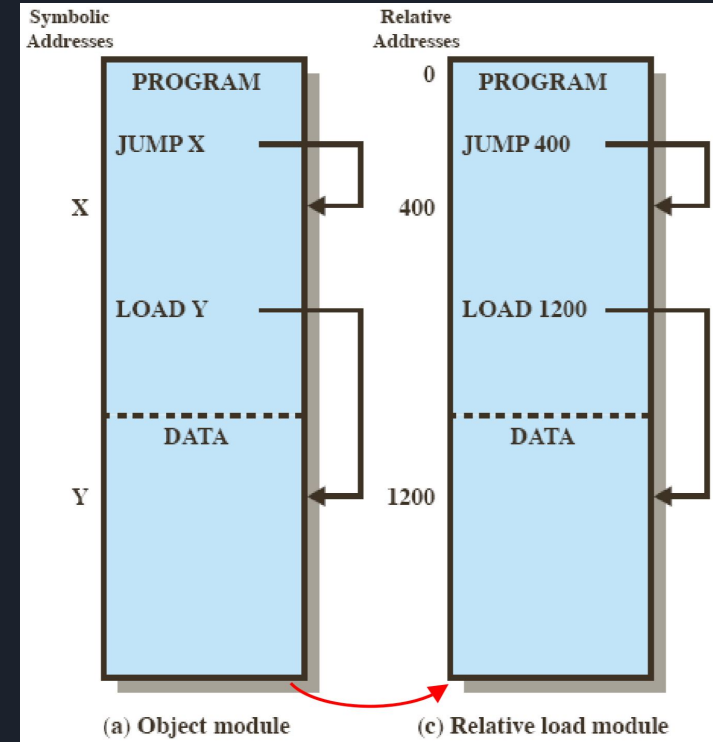 Symbolic
Addresses
PROGRAM
JUMP X
X
LOAD Y
DATA
Y
(a) Object module
Relative
Addresses
0
PROGRAM
JUMP 400
400
LOAD 1200
DATA
1200
(c) Relative load module